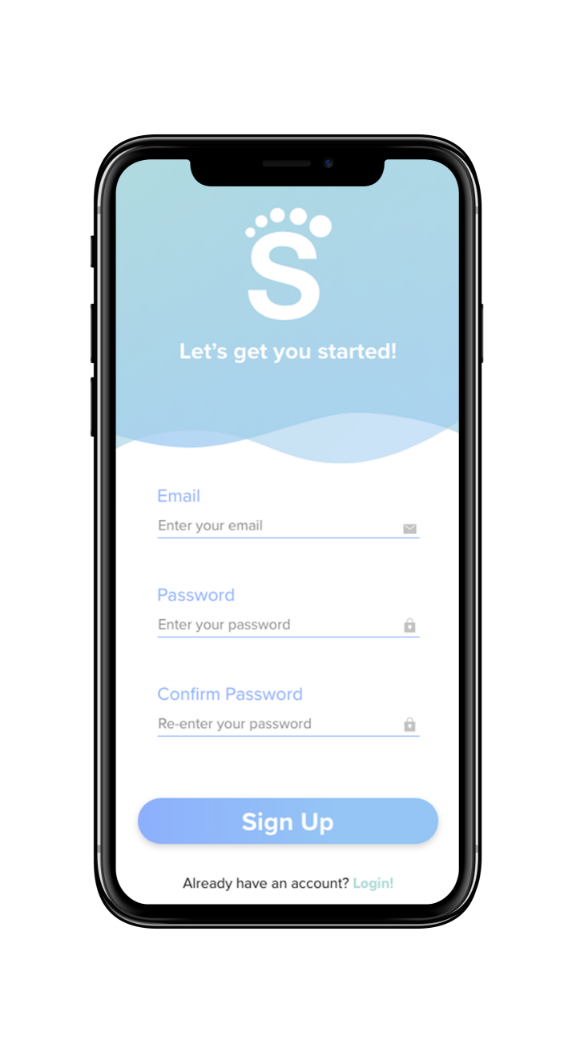 S
Let’s get you started!
Email
Enter your email
Password
Enter your password
Confirm Password
Re-enter your password
Sign Up
Already have an account? Login!